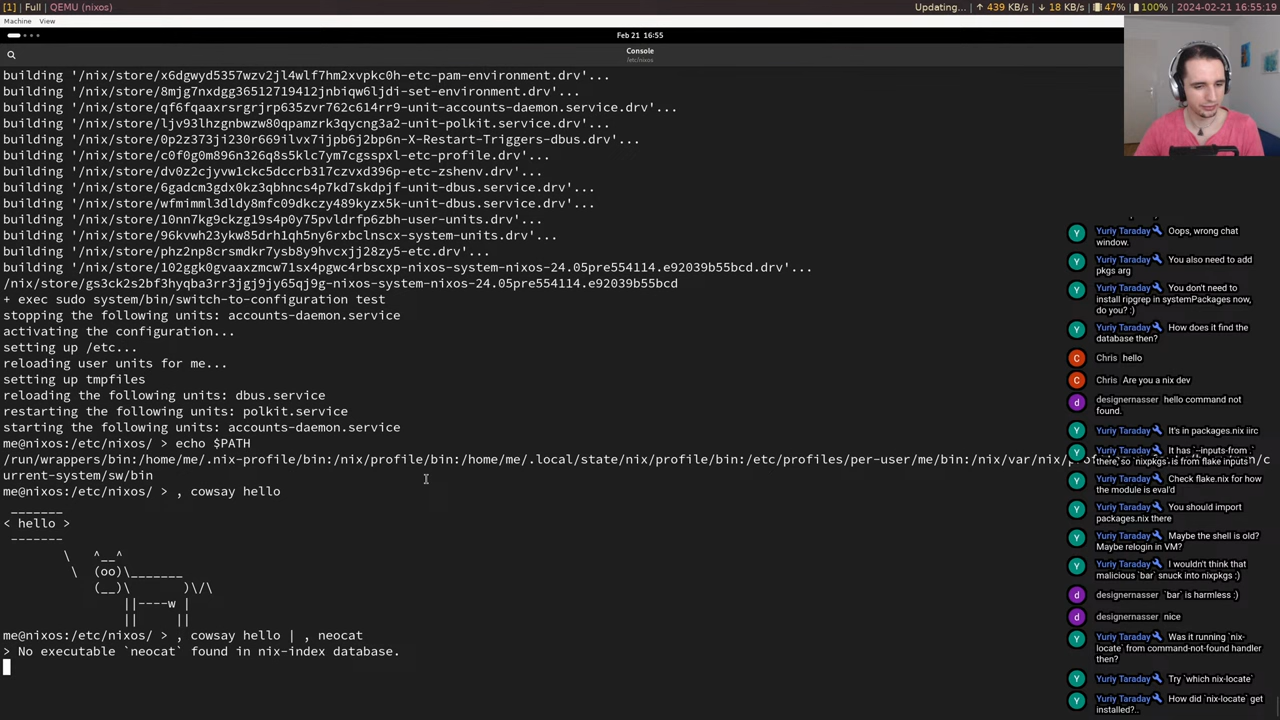 [1] | Full | QEMU (nixos)
Updating... | ↑ 439 KB/s | ↓ 18 KB/s | 47% | 100% | 2024-02-21 16:55:19
Machine View
Feb 21 16:55
Console
/etc/nixos
building '/nix/store/x6dgwyd5357wzv2jl4wlf7hm2xvpkc0h-etc-pam-environment.drv'...
building '/nix/store/8mjg7nxdgg36512719412jnbiqw6ljdi-set-environment.drv'...
building '/nix/store/qf6fqaaxrsrgrjrp635zvr762c614rr9-unit-accounts-daemon.service.drv'...
building '/nix/store/ljv93lhzgnbwzw80qpamzrk3qycng3a2-unit-polkit.service.drv'...
building '/nix/store/0p2z373ji230r669ilvx7ijpb6j2bp6n-X-Restart-Triggers-dbus.drv'...
building '/nix/store/c0f0g0m896n326q8s5klc7ym7cgsspxl-etc-profile.drv'...
building '/nix/store/dv0z2cjyvw1ckc5dccrb317czvxd396p-etc-zshenv.drv'...
building '/nix/store/6gadcm3gdx0kz3qbhncs4p7kd7skdpjf-unit-dbus.service.drv'...
building '/nix/store/wfmimml3dldy8mfc09dkczy489kyzx5k-unit-dbus.service.drv'...
building '/nix/store/10nn7kg9ckzg19s4p0y75pvldrfp6zbh-user-units.drv'...
building '/nix/store/96kvwh23ykw85drh1qh5ny6rxbclnscx-system-units.drv'...
building '/nix/store/phz2np8crsmdkr7ysb8y9hvcxjj28zy5-etc.drv'...
building '/nix/store/102ggk0gvaaxzmcw71sx4pgwc4rbscxp-nixos-system-nixos-24.05pre554114.e92039b55bcd.drv'...
/nix/store/gs3ck2s2bf3hyqba3rr3jgj9jy65qj9g-nixos-system-nixos-24.05pre554114.e92039b55bcd
+ exec sudo system/bin/switch-to-configuration test
stopping the following units: accounts-daemon.service
activating the configuration...
setting up /etc...
reloading user units for me...
setting up tmpfiles
reloading the following units: dbus.service
restarting the following units: polkit.service
starting the following units: accounts-daemon.service
me@nixos:/etc/nixos/ > echo $PATH
/run/wrappers/bin:/home/me/.nix-profile/bin:/nix/profile/bin:/home/me/.local/state/nix/profile/bin:/etc/profiles/per-user/me/bin:/nix/var/nix/
urrent-system/sw/bin
me@nixos:/etc/nixos/ > , cowsay hello
_______
< hello >
-------
\ ^__^
\ (oo)\_______
(__)\ )\/\
||----w |
|| ||
me@nixos:/etc/nixos/ > , cowsay hello | , neocat
> No executable `neocat` found in nix-index database.
Y Yuriy Taraday Oops, wrong chat
window.
Y Yuriy Taraday You also need to add
pkgs arg
Y Yuriy Taraday You don't need to
install ripgrep in systemPackages now,
do you? :)
Y Yuriy Taraday How does it find the
database then?
C Chris hello
C Chris Are you a nix dev
d designernasser hello command not
found.
Y Yuriy Taraday It's in packages.nix iirc
Y Yuriy Taraday It has `--inputs-from .`
there, so `nixpkgs` is from flake inputs
Y Yuriy Taraday Check flake.nix for how
the module is eval'd
Y Yuriy Taraday You should import
packages.nix there
Y Yuriy Taraday Maybe the shell is old?
Maybe relogin in VM?
Y Yuriy Taraday I wouldn't think that
malicious `bar` snuck into nixpkgs :)
d designernasser `bar` is harmless :)
d designernasser nice
Y Yuriy Taraday Was it running `nix-
locate` from command-not-found handler
then?
Y Yuriy Taraday Try `which nix-locate`
Y Yuriy Taraday How did `nix-locate` get
installed?..